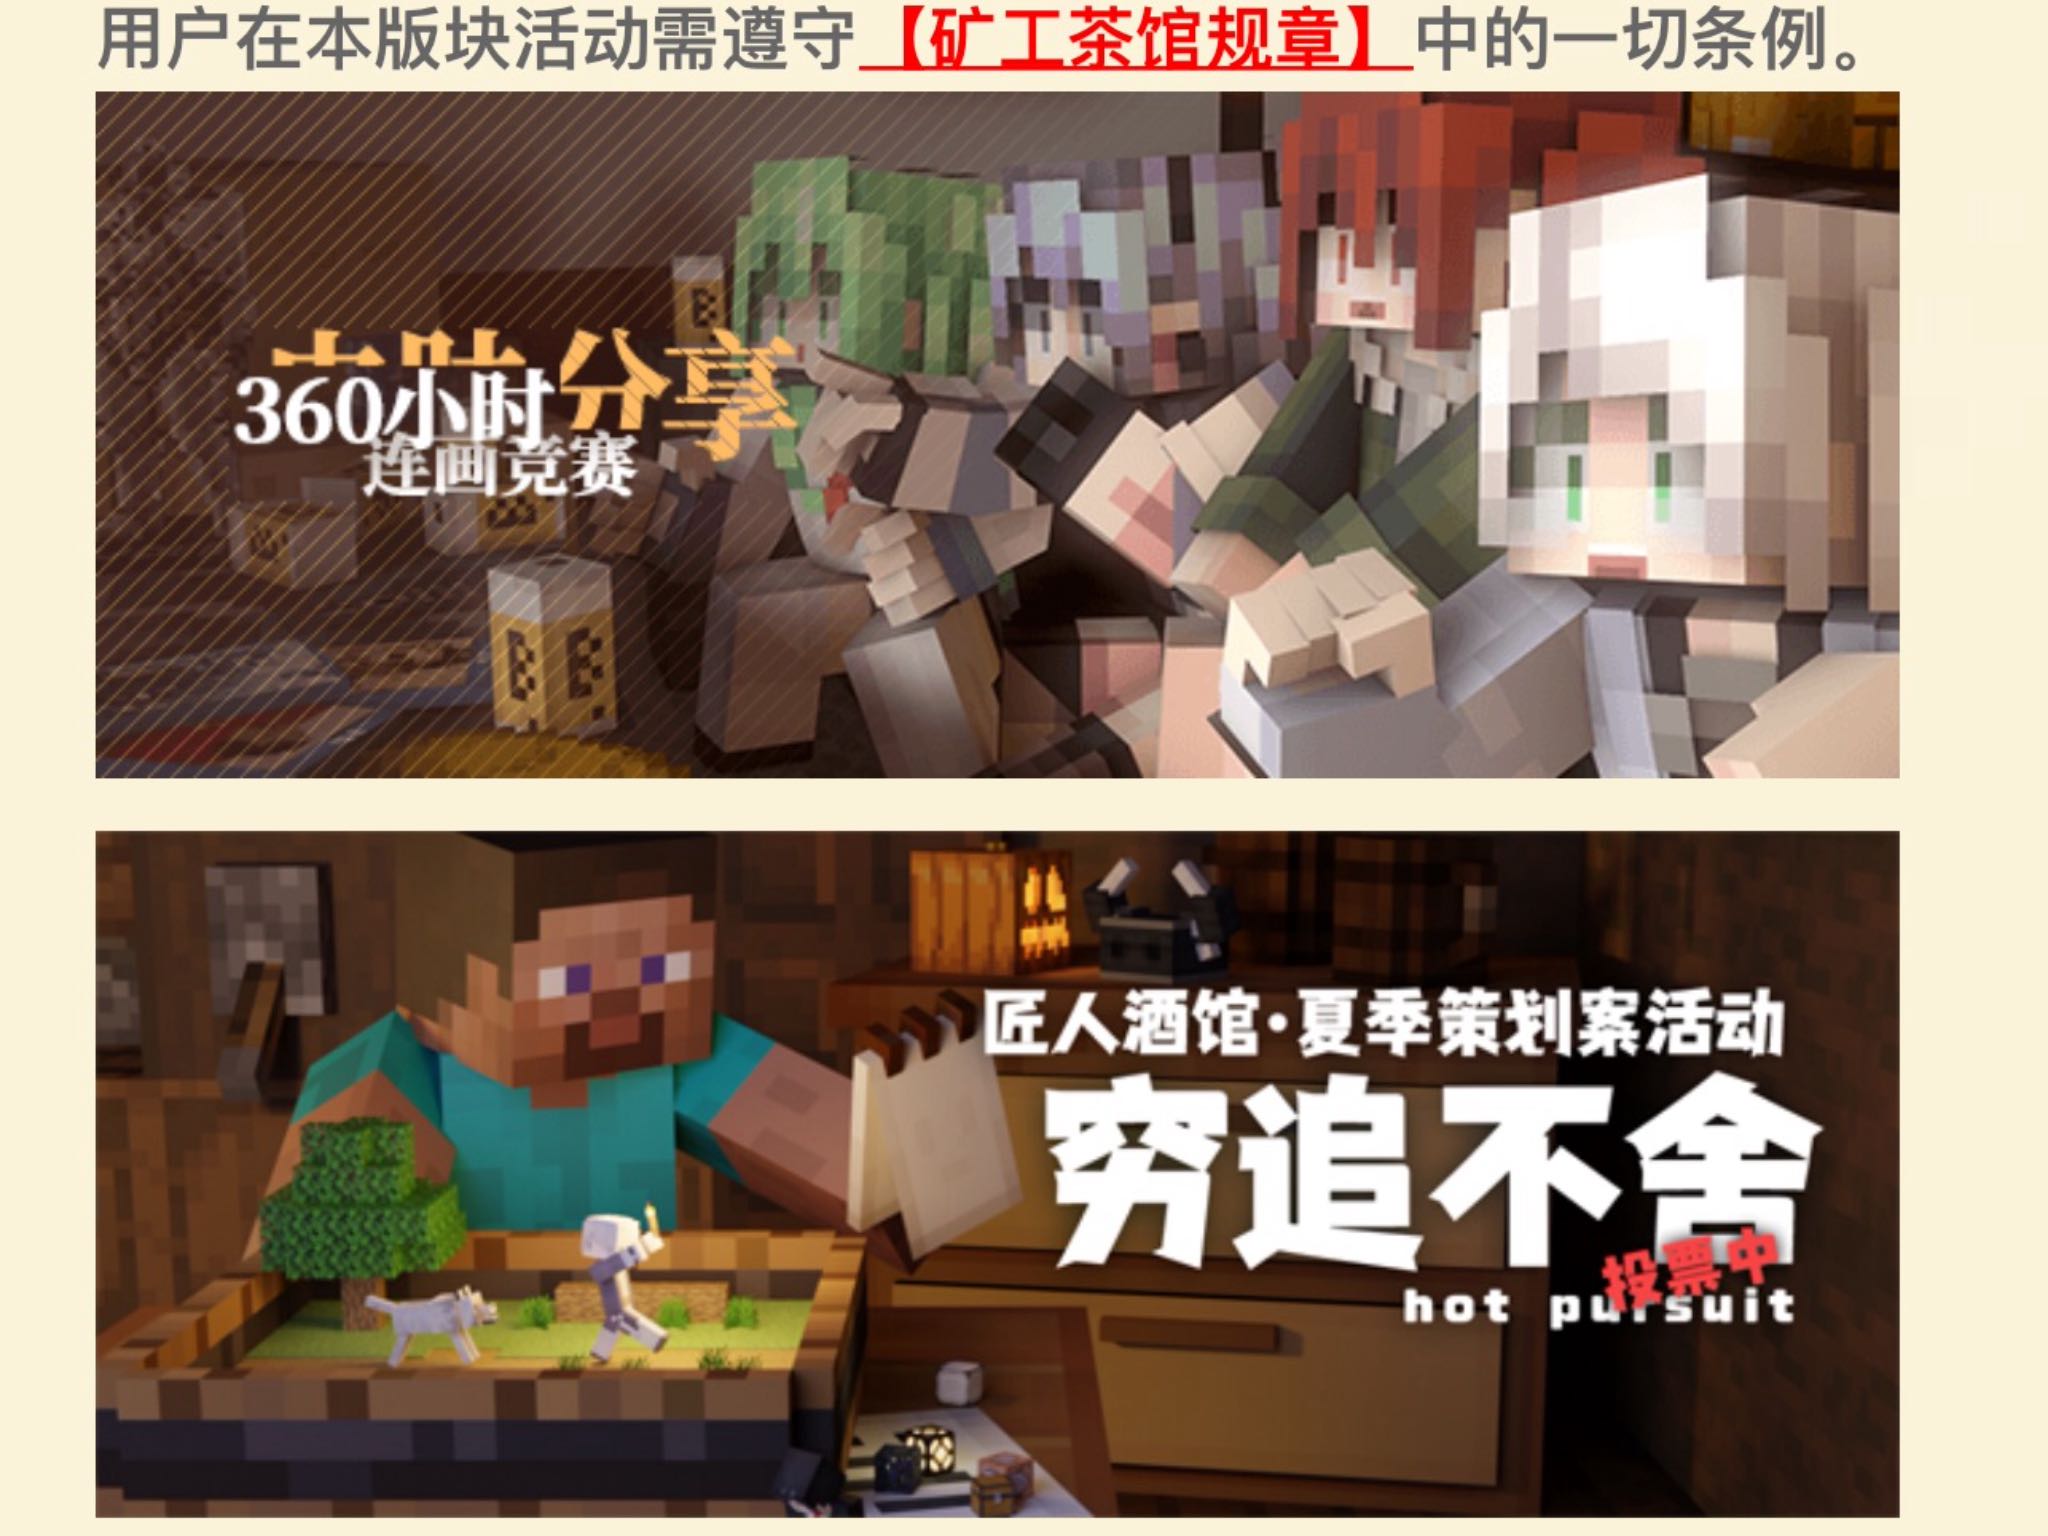 用户在本版块活动需遵守【矿工茶馆规章】中的一切条例。
分享
360小时
连画竞赛
B
B B
匠人酒馆·夏季策划案活动
穷追不舍
投票中
hot pursuit